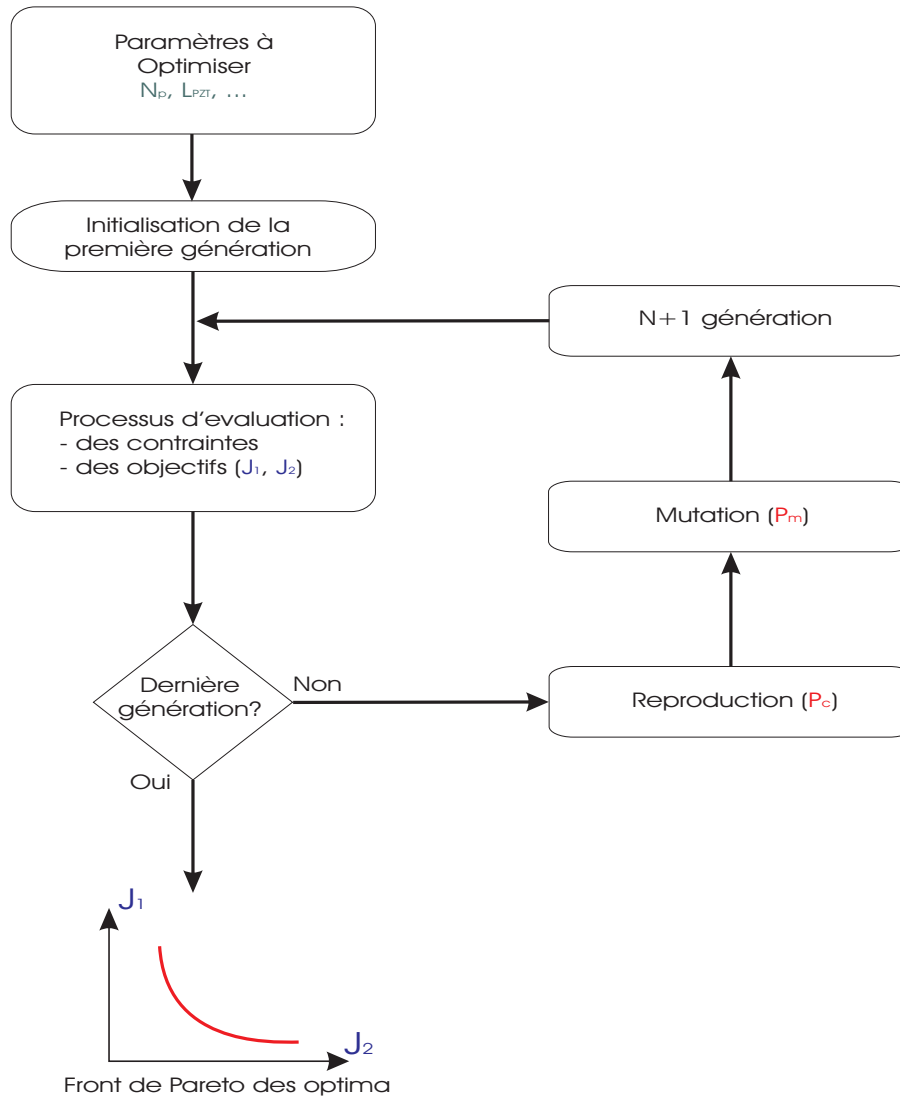 Paramètres à
Optimiser
Np, LPZT, ...
Initialisation de la
première génération
N+1 génération
Processus d'evaluation :
- des contraintes
- des objectifs (J1, J2)
Mutation (Pm)
Dernière
génération?
Non
Reproduction (Pc)
Oui
J1
J2
Front de Pareto des optima